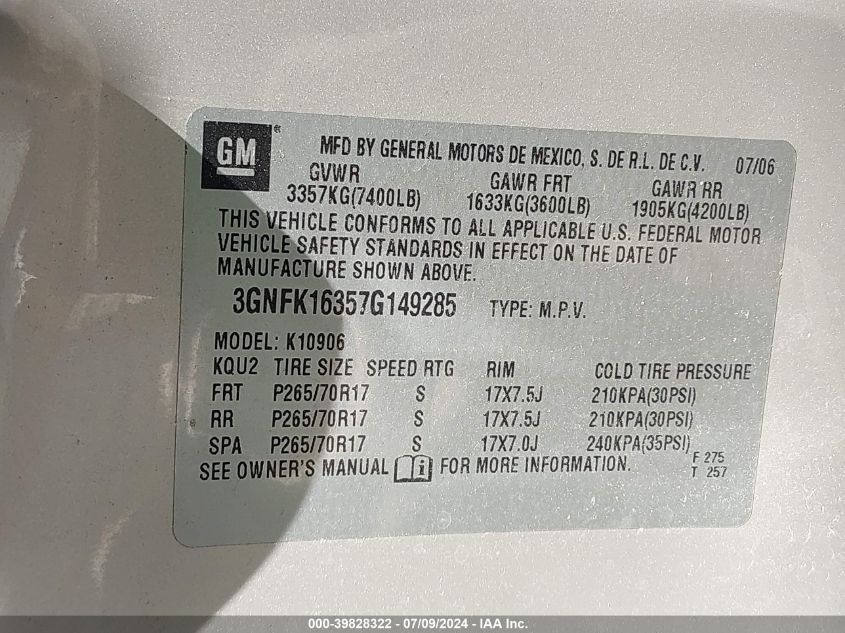 GM ® MFD BY GENERAL MOTORS DE MEXICO, S. DE R.L. DE C.V. 07/06
GVWR GAWR FRT GAWR RR
3357KG(7400LB) 1633KG(3600LB) 1905KG(4200LB)
THIS VEHICLE CONFORMS TO ALL APPLICABLE U.S. FEDERAL MOTOR
VEHICLE SAFETY STANDARDS IN EFFECT ON THE DATE OF
MANUFACTURE SHOWN ABOVE.
3GNFK16357G149285 TYPE: M.P.V.
MODEL: K10906
KQU2 TIRE SIZE SPEED RTG RIM COLD TIRE PRESSURE
FRT P265/70R17 S 17X7.5J 210KPA(30PSI)
RR P265/70R17 S 17X7.5J 210KPA(30PSI)
SPA P265/70R17 S 17X7.0J 240KPA(35PSI)
SEE OWNER'S MANUAL FOR MORE INFORMATION. F 275
T 257
000-39828322 / 07/09/2024 - IAA Inc.